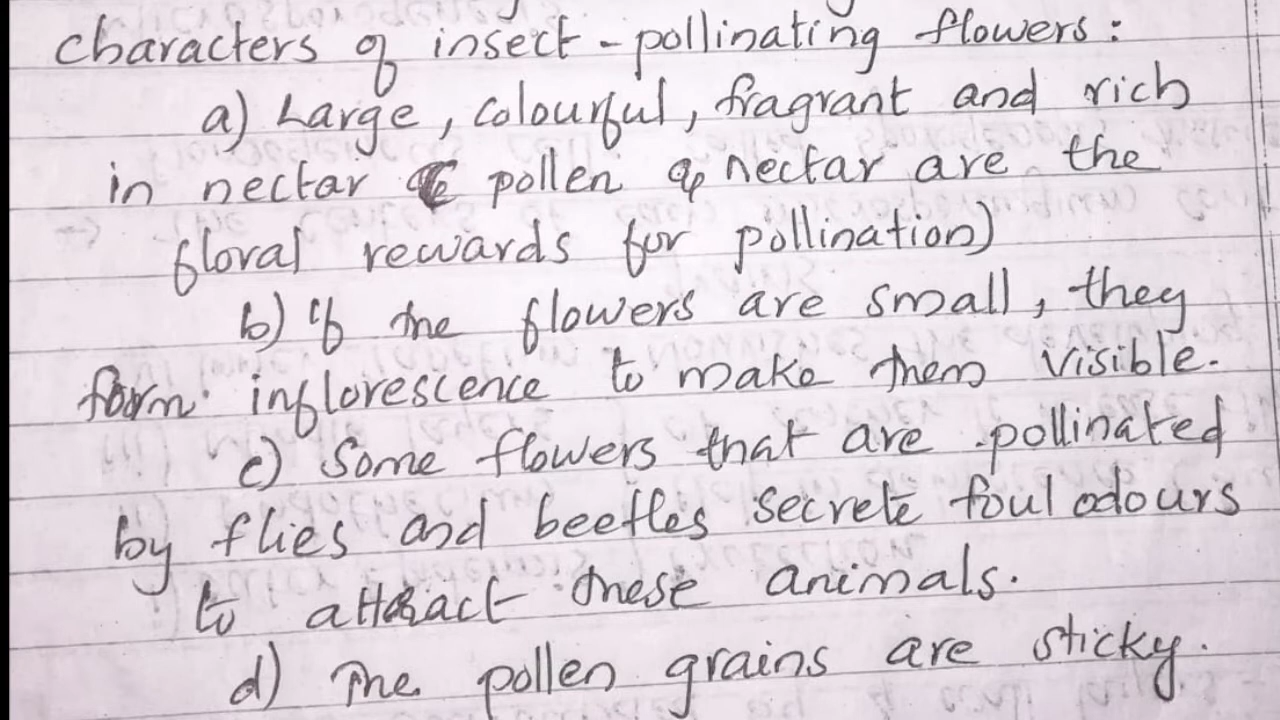 characters of insect-pollinating flowers:
a) Large, colourful, fragrant and rich
in nectar ( pollen & nectar are the
floral rewards for pollination)
b) if the flowers are small, they
form inflorescence to make them visible.
c) Some flowers that are pollinated
by flies and beetles secrete foul odours
to attract these animals.
d) The pollen grains are sticky.